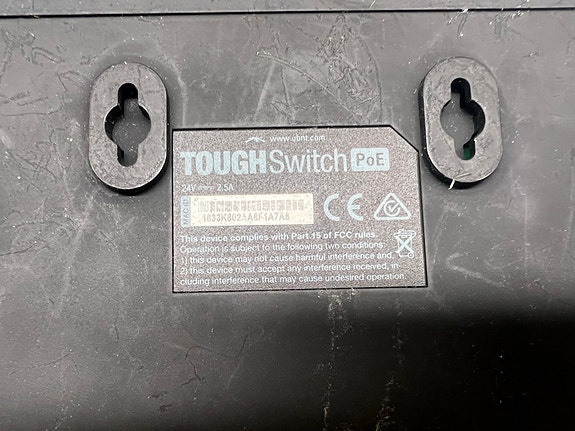 www.ubnt.com
TOUGHSwitch PoE
24V ⎓ 2.5A
MAC ID
CE
This device complies with Part 15 of FCC rules.
Operation is subject to the following two conditions:
1) this device may not cause harmful interference and,
2) this device must accept any interference received, in-
cluding interference that may cause undesired operation.